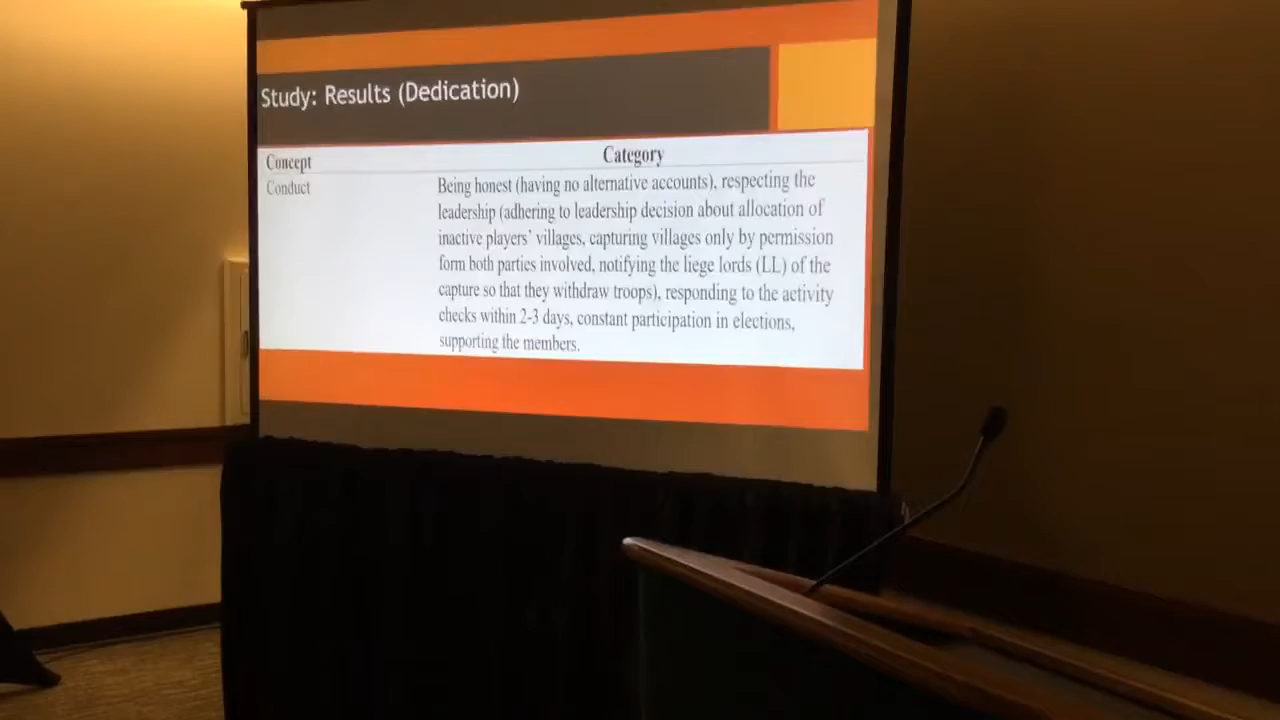 Study: Results (Dedication)
Concept Category
Conduct Being honest (having no alternative accounts), respecting the
leadership (adhering to leadership decision about allocation of
inactive players' villages, capturing villages only by permission
form both parties involved, notifying the liege lords (LL) of the
capture so that they withdraw troops), responding to the activity
checks within 2-3 days, constant participation in elections,
supporting the members.